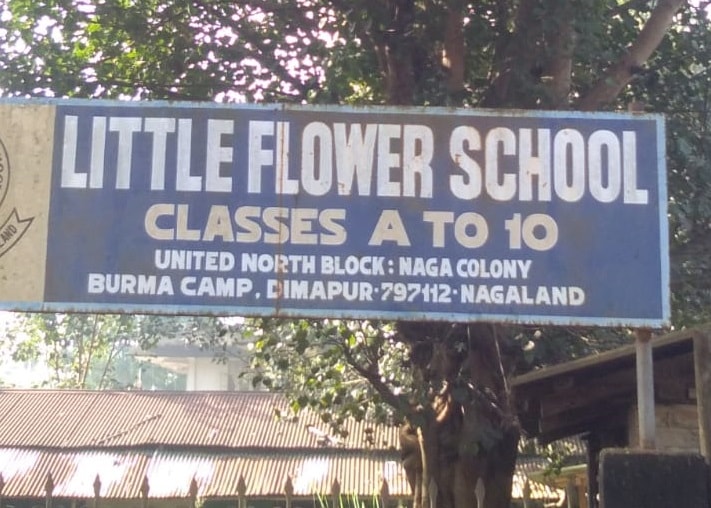 LITTLE FLOWER SCHOOL
CLASSES A TO 10
UNITED NORTH BLOCK : NAGA COLONY
BURMA CAMP, DIMAPUR-797112-NAGALAND